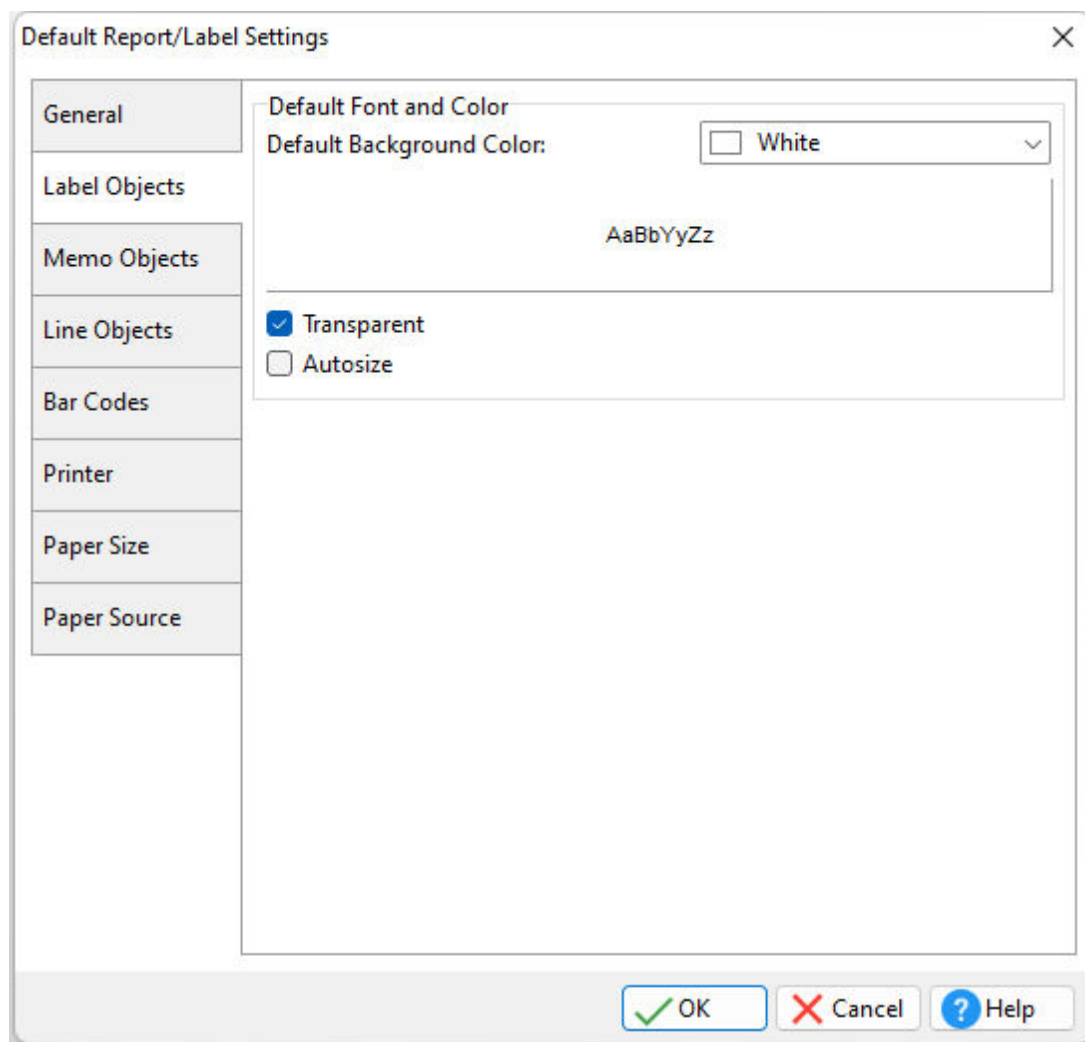 Default Report/Label Settings
General
Label Objects
Memo Objects
Line Objects
Bar Codes
Printer
Paper Size
Paper Source
Default Font and Color
Default Background Color: White
AaBbYyZz
Transparent
Autosize
OK Cancel ? Help